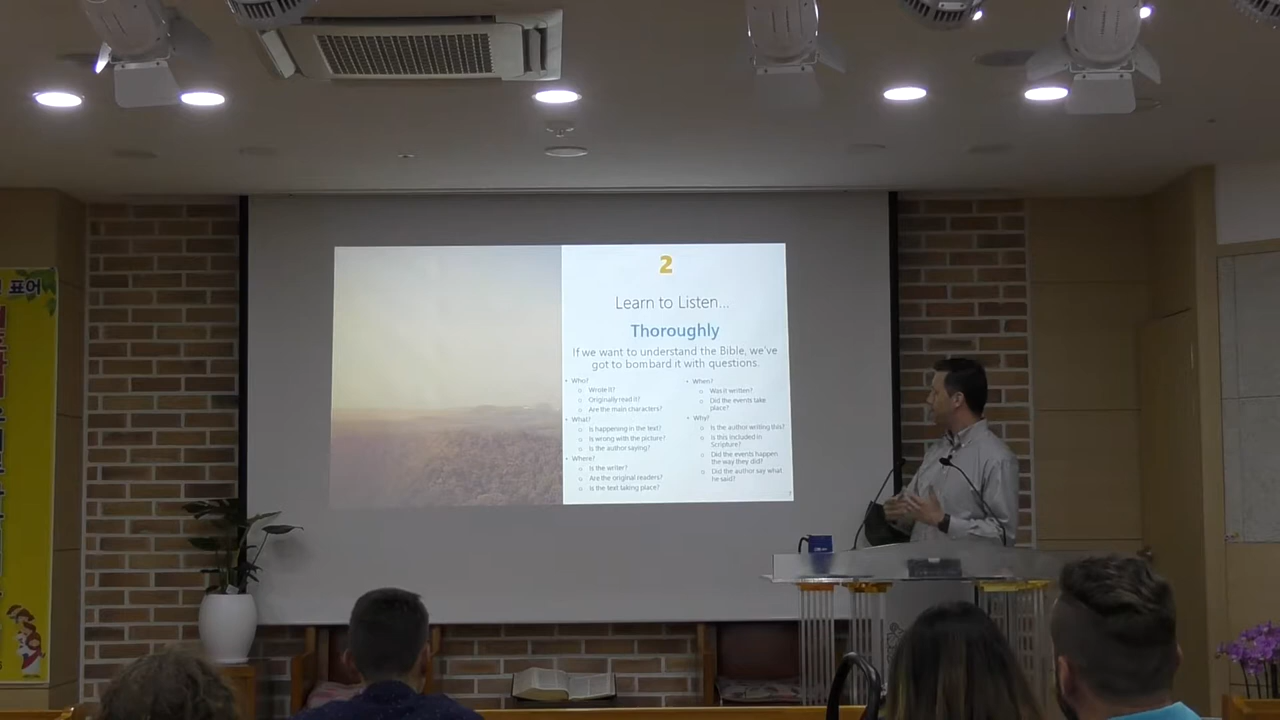 표어
2
Learn to Listen...
Thoroughly
If we want to understand the Bible, we've
got to bombard it with questions.
• Who?
o Wrote it?
o Originally read it?
o Are the main characters?
• What?
o Is happening in the text?
o Is wrong with the picture?
o Is the author saying?
• Where?
o Is the writer?
o Are the original readers?
o Is the text taking place?
• When?
o Was it written?
o Did the events take
place?
• Why?
o Is the author writing this?
o Is this included in
Scripture?
o Did the events happen
the way they did?
o Did the author say what
he said?
7